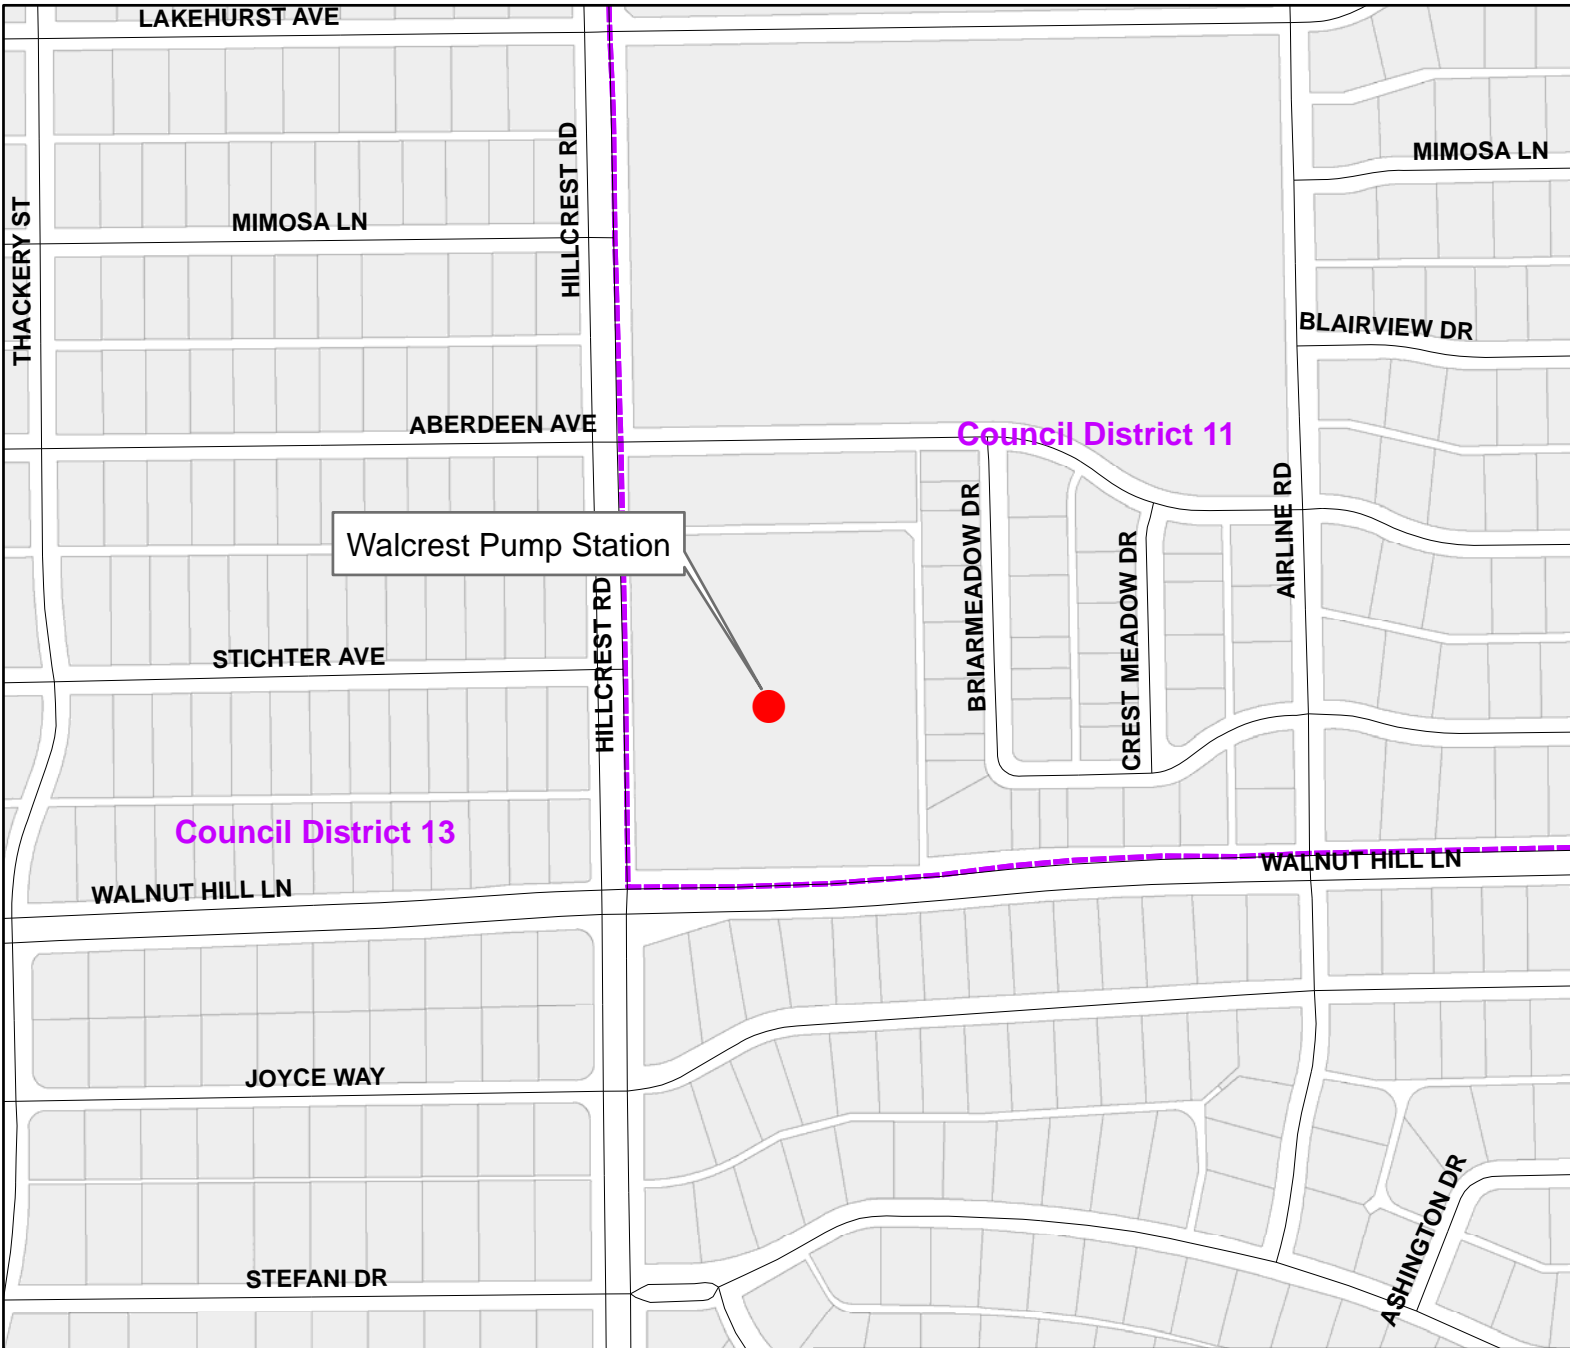 LAKEHURST AVE
HILLCREST RD
MIMOSA LN
THACKERY ST
MIMOSA LN
BLAIRVIEW DR
ABERDEEN AVE
Council District 11
AIRLINE RD
BRIARMEADOW DR
CREST MEADOW DR
Walcrest Pump Station
HILLCREST RD
STICHTER AVE
Council District 13
WALNUT HILL LN
WALNUT HILL LN
JOYCE WAY
ASHINGTON DR
STEFANI DR